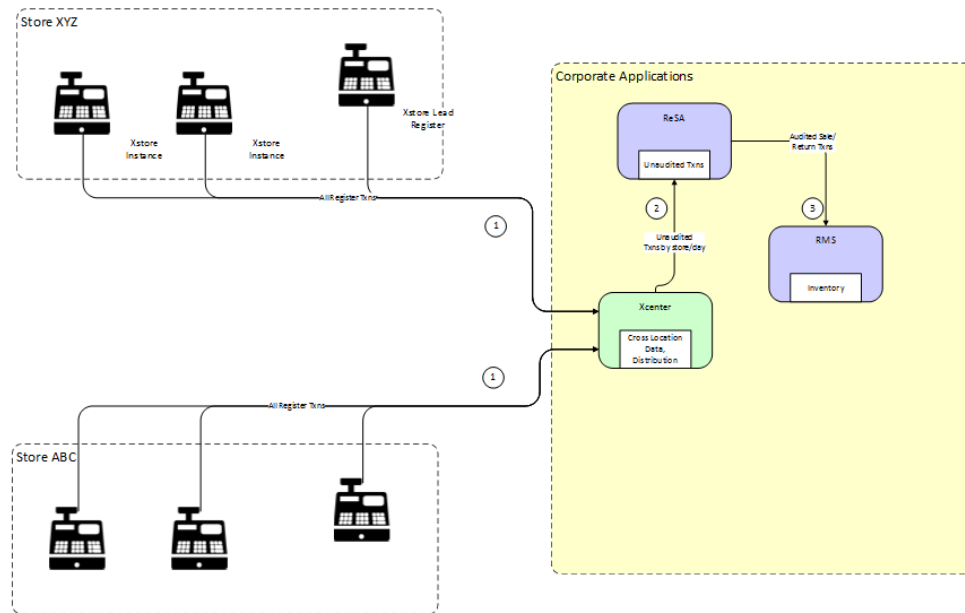 Store XYZ
Xstore Lead
Register
Xstore
Instance
Xstore
Instance
All Register Txns
1
Corporate Applications
ReSA
Unaudited Txns
Audited Sale/
Return Txns
2
3
Unaudited
Txns by store/day
RMS
Inventory
Xcenter
Cross Location
Data,
Distribution
1
All Register Txns
Store ABC